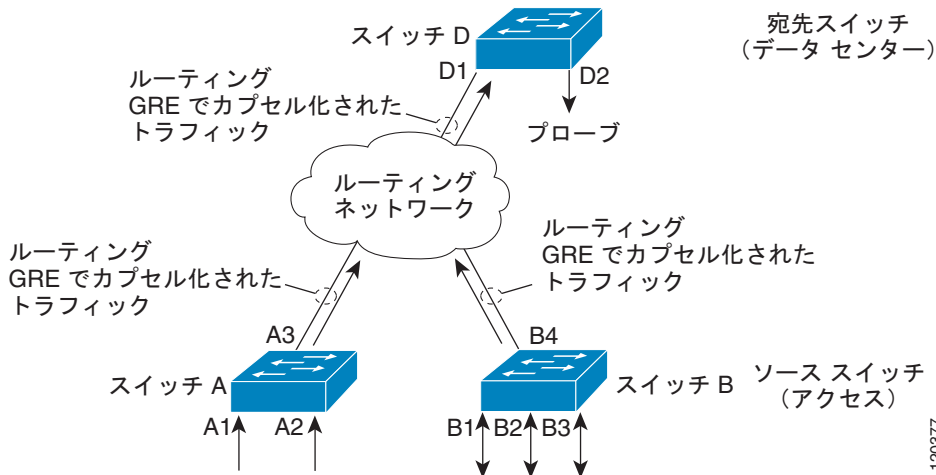 スイッチ D
宛先スイッチ
（データ センター）
D1
D2
ルーティング
GRE でカプセル化された
トラフィック
プローブ
ルーティング
ネットワーク
ルーティング
GRE でカプセル化された
トラフィック
ルーティング
GRE でカプセル化された
トラフィック
A3
B4
スイッチ A
スイッチ B
ソース スイッチ
（アクセス）
A1
A2
B1
B2
B3
120377